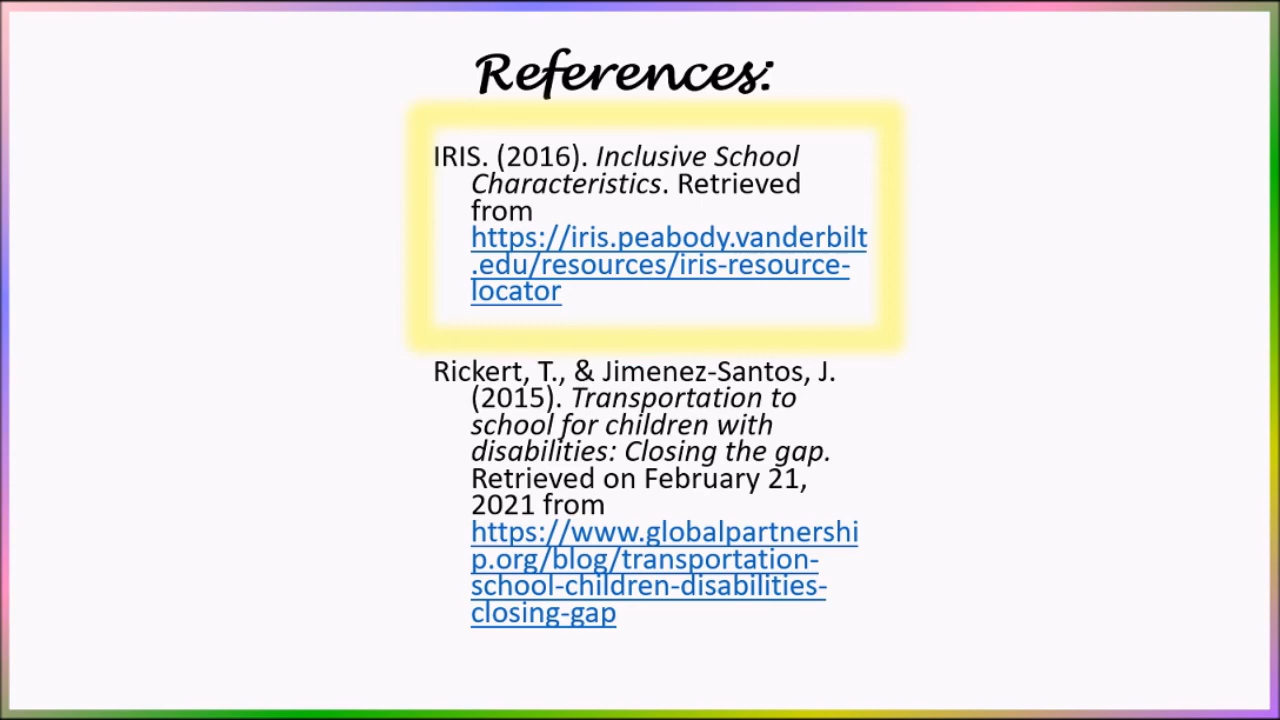 References:
IRIS. (2016). Inclusive School
Characteristics. Retrieved
from
https://iris.peabody.vanderbilt
.edu/resources/iris-resource-
locator
Rickert, T., & Jimenez-Santos, J.
(2015). Transportation to
school for children with
disabilities: Closing the gap.
Retrieved on February 21,
2021 from
https://www.globalpartnershi
p.org/blog/transportation-
school-children-disabilities-
closing-gap